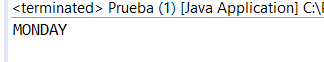 <terminated> Prueba (1) [Java Application] C:\
MONDAY